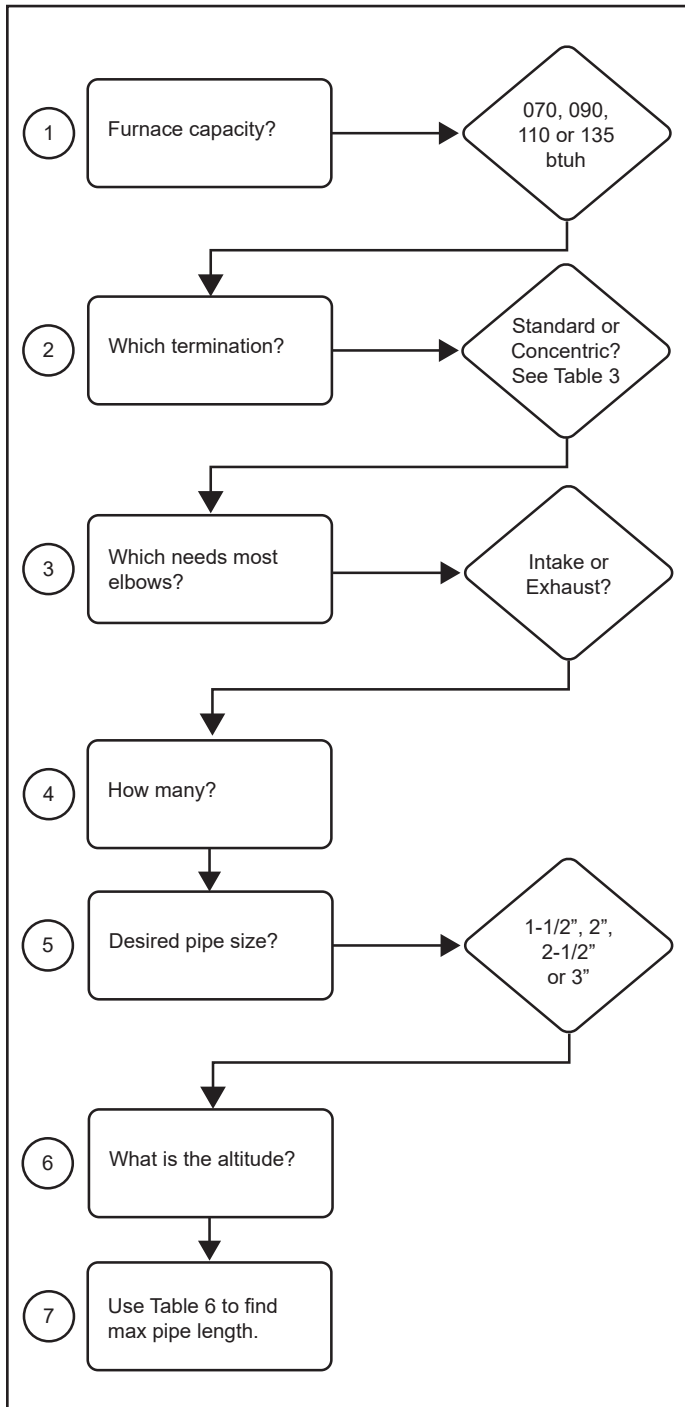 1
Furnace capacity?
070, 090,
110 or 135
btuh
2
Which termination?
Standard or
Concentric?
See Table 3
3
Which needs most
elbows?
Intake or
Exhaust?
4
How many?
5
Desired pipe size?
1-1/2”, 2”,
2-1/2”
or 3”
6
What is the altitude?
7
Use Table 6 to find
max pipe length.